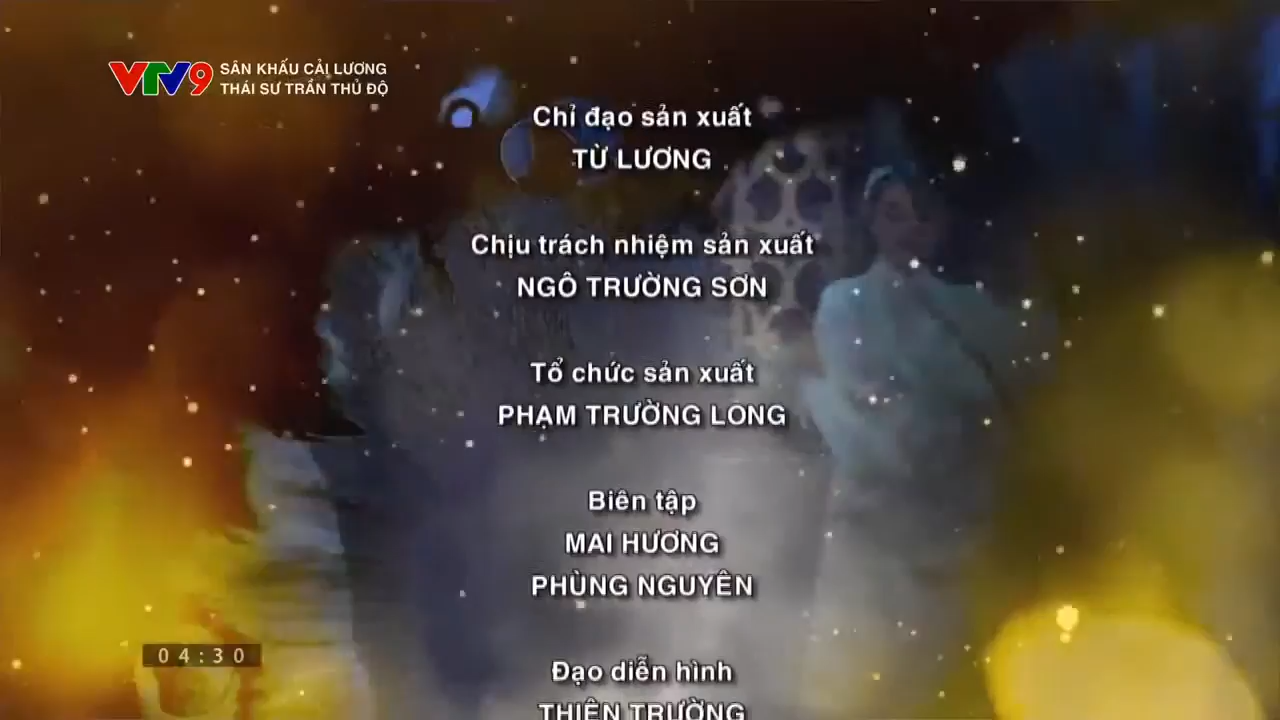 VTV9
SÂN KHẤU CẢI LƯƠNG
THÁI SƯ TRẦN THỦ ĐỘ
Chỉ đạo sản xuất
TỪ LƯƠNG
Chịu trách nhiệm sản xuất
NGÔ TRƯỜNG SƠN
Tổ chức sản xuất
PHẠM TRƯỜNG LONG
Biên tập
MAI HƯƠNG
PHÙNG NGUYÊN
Đạo diễn hình
THIÊN TRƯỜNG
04:30